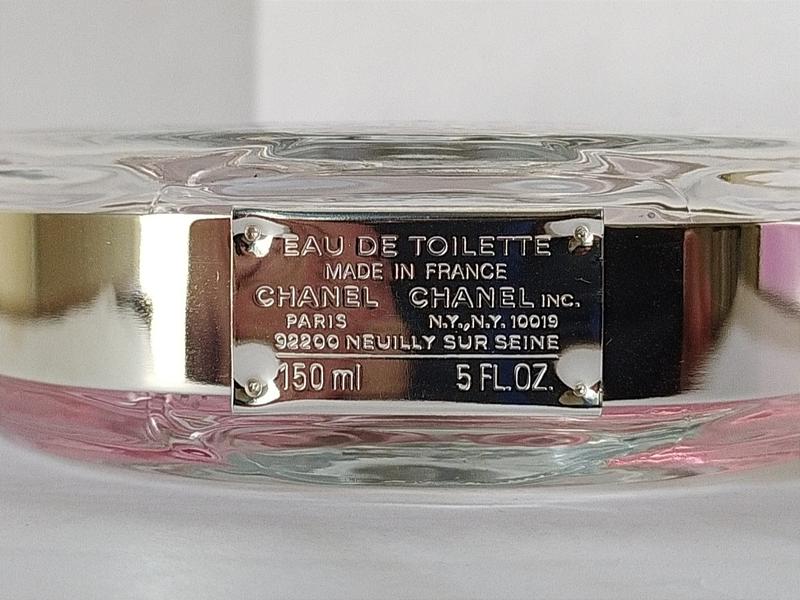 EAU DE TOILETTE
MADE IN FRANCE
CHANEL CHANEL INC.
PARIS N.Y.,N.Y. 10019
92200 NEUILLY SUR SEINE
150 ml 5 FL.OZ.